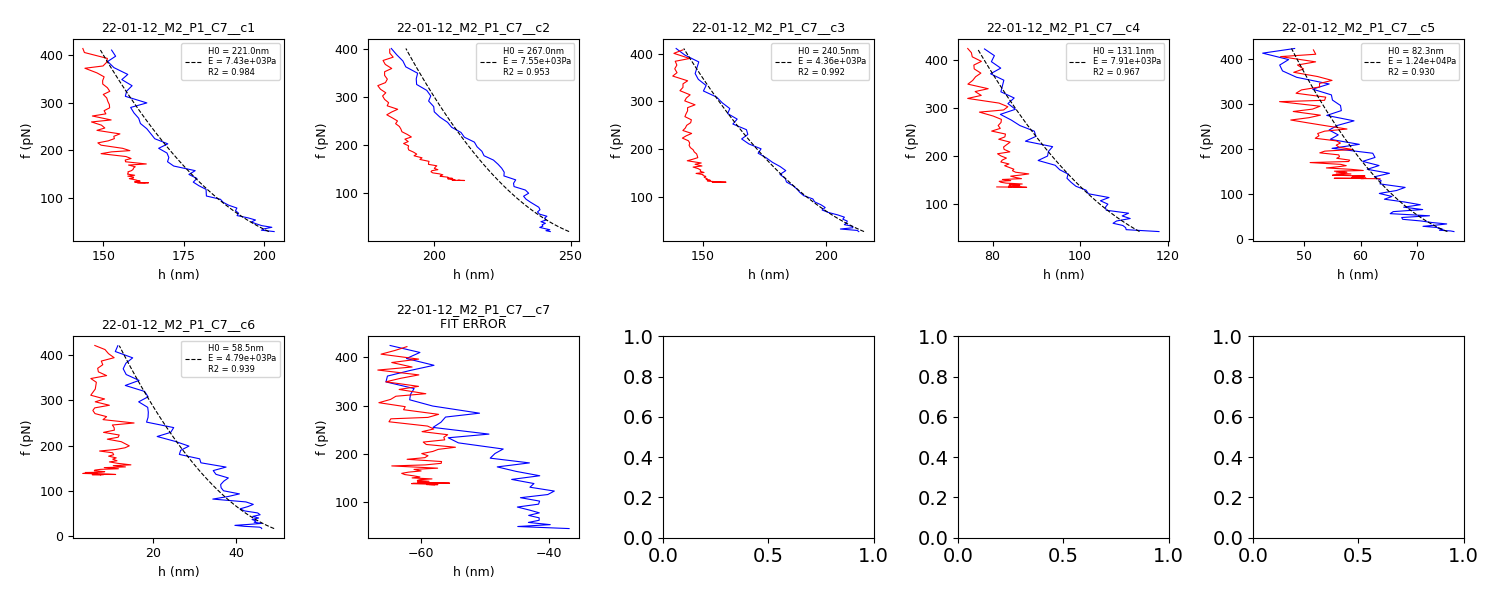 22-01-12_M2_P1_C7__c1
H0 = 221.0nm
E = 7.43e+03Pa
R2 = 0.984
f (pN)
400
300
200
100
150
175
200
h (nm)
22-01-12_M2_P1_C7__c2
H0 = 267.0nm
E = 7.55e+03Pa
R2 = 0.953
f (pN)
400
300
200
100
200
250
h (nm)
22-01-12_M2_P1_C7__c3
H0 = 240.5nm
E = 4.36e+03Pa
R2 = 0.992
f (pN)
400
300
200
100
150
200
h (nm)
22-01-12_M2_P1_C7__c4
H0 = 131.1nm
E = 7.91e+03Pa
R2 = 0.967
f (pN)
400
300
200
100
80
100
120
h (nm)
22-01-12_M2_P1_C7__c5
H0 = 82.3nm
E = 1.24e+04Pa
R2 = 0.930
f (pN)
400
300
200
100
0
50
60
70
h (nm)
22-01-12_M2_P1_C7__c6
H0 = 58.5nm
E = 4.79e+03Pa
R2 = 0.939
f (pN)
400
300
200
100
0
20
40
h (nm)
22-01-12_M2_P1_C7__c7
FIT ERROR
f (pN)
400
300
200
100
−60
−40
h (nm)
1.0
0.8
0.6
0.4
0.2
0.0
0.0
0.5
1.0
1.0
0.8
0.6
0.4
0.2
0.0
0.0
0.5
1.0
1.0
0.8
0.6
0.4
0.2
0.0
0.0
0.5
1.0